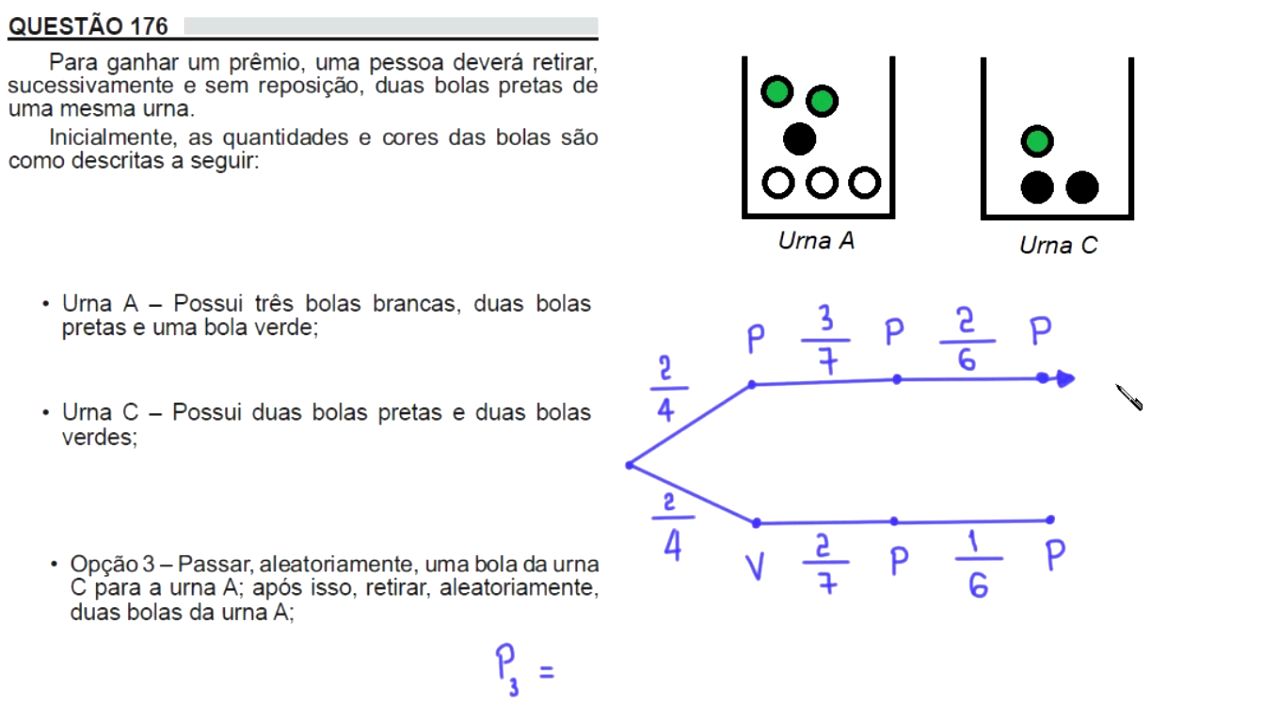 QUESTÃO 176
Para ganhar um prêmio, uma pessoa deverá retirar,
sucessivamente e sem reposição, duas bolas pretas de
uma mesma urna.
Inicialmente, as quantidades e cores das bolas são
como descritas a seguir:
Urna A
Urna C
• Urna A – Possui três bolas brancas, duas bolas
pretas e uma bola verde;
• Urna C – Possui duas bolas pretas e duas bolas
verdes;
• Opção 3 – Passar, aleatoriamente, uma bola da urna
C para a urna A; após isso, retirar, aleatoriamente,
duas bolas da urna A;
2/4 P 3/7 P 2/6 P
2/4 V 2/7 P 1/6 P
P₃ =